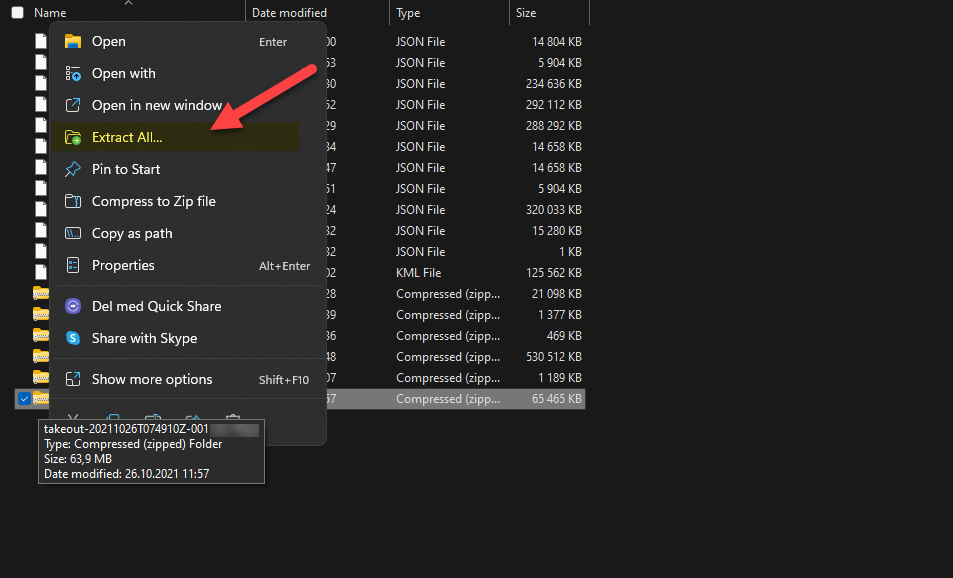 Name Date modified Type Size
00 JSON File 14 804 KB
Open Enter
53 JSON File 5 904 KB
Open with
30 JSON File 234 636 KB
52 JSON File 292 112 KB
Open in new window
29 JSON File 288 292 KB
Extract All...
34 JSON File 14 658 KB
47 JSON File 14 658 KB
Pin to Start
51 JSON File 5 904 KB
Compress to Zip file
24 JSON File 320 033 KB
32 JSON File 15 280 KB
Copy as path
32 JSON File 1 KB
Properties Alt+Enter
02 KML File 125 562 KB
28 Compressed (zipp... 21 098 KB
Del med Quick Share
39 Compressed (zipp... 1 377 KB
36 Compressed (zipp... 469 KB
Share with Skype
48 Compressed (zipp... 530 512 KB
07 Compressed (zipp... 1 189 KB
Show more options Shift+F10
57 Compressed (zipp... 65 465 KB
takeout-20211026T074910Z-001
Type: Compressed (zipped) Folder
Size: 63,9 MB
Date modified: 26.10.2021 11:57